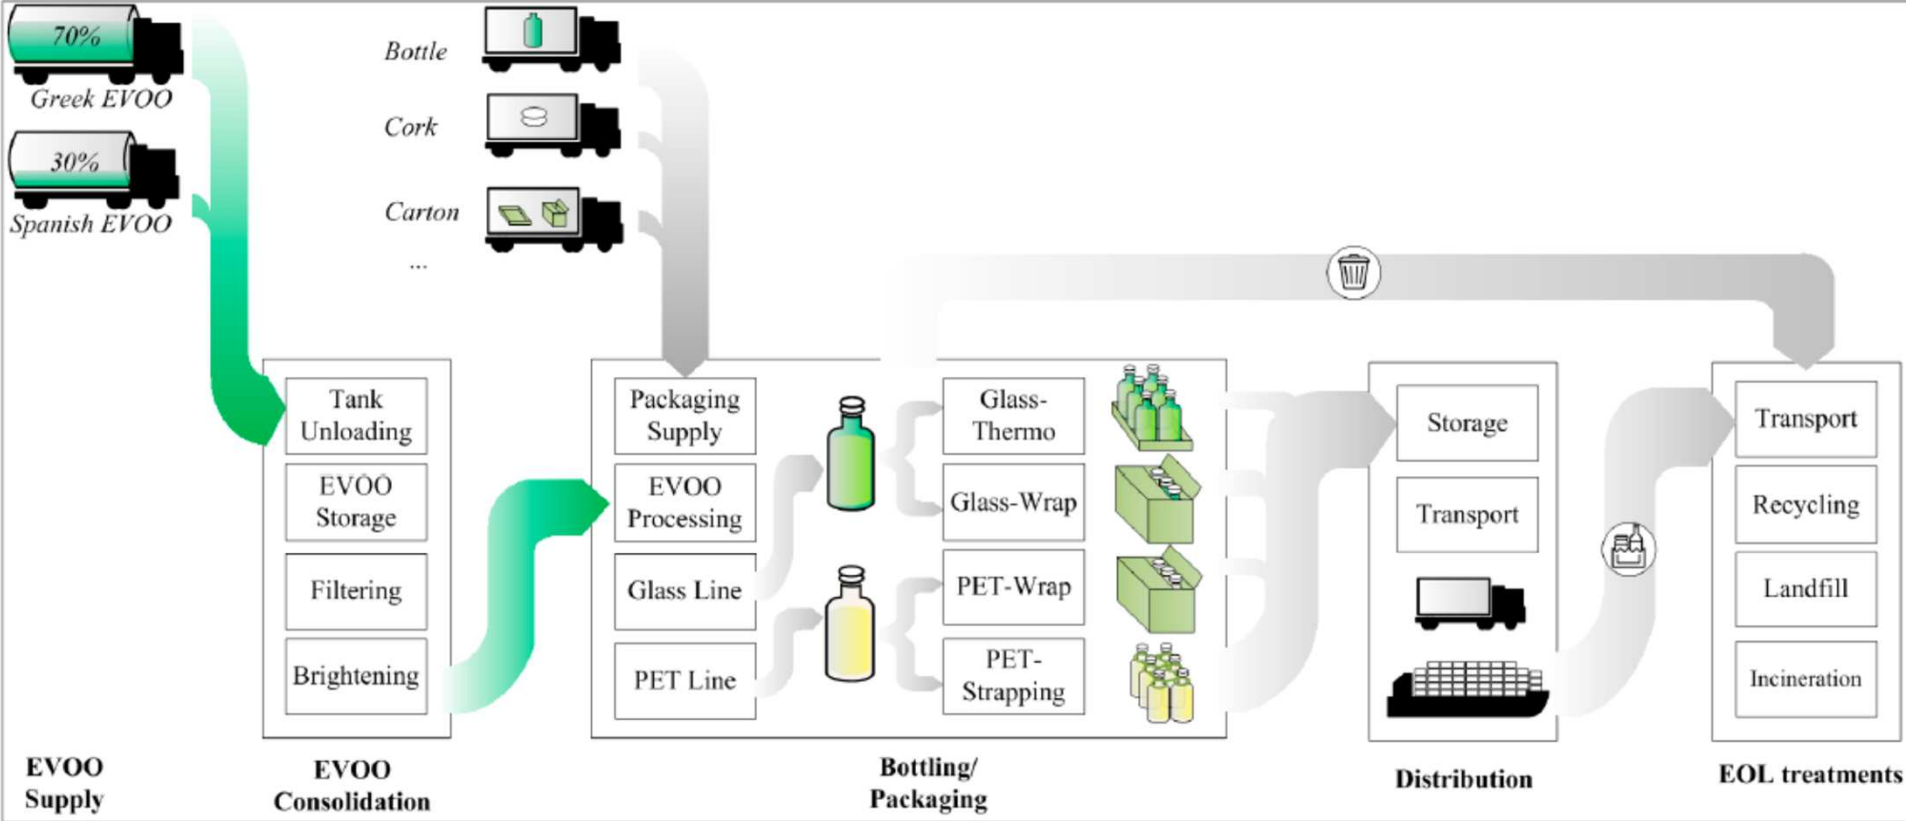 70%
Greek EVOO
30%
Spanish EVOO
Bottle
Cork
Carton
...
Tank
Unloading
EVOO
Storage
Filtering
Brightening
Packaging
Supply
EVOO
Processing
Glass Line
PET Line
Glass-
Thermo
Glass-Wrap
PET-Wrap
PET-
Strapping
Storage
Transport
Transport
Recycling
Landfill
Incineration
EVOO
Supply
EVOO
Consolidation
Bottling/
Packaging
Distribution
EOL treatments